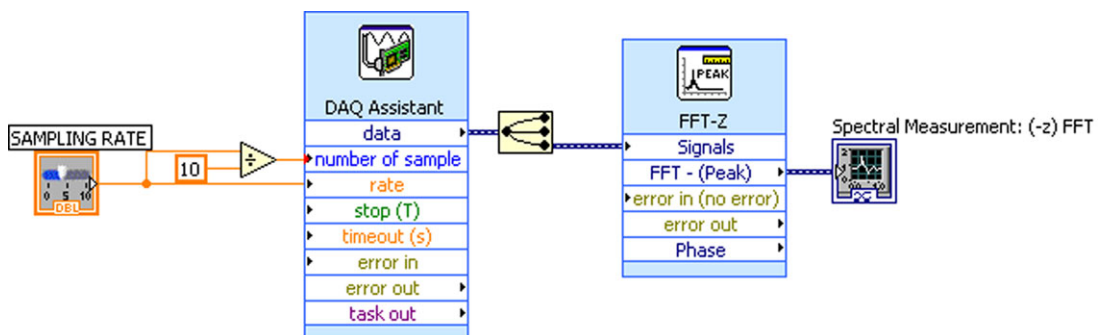 DAQ Assistant
data
number of sample
rate
stop (T)
timeout (s)
error in
error out
task out
SAMPLING RATE
0 5 10
DBL
10
÷
PEAK
FFT-Z
Signals
FFT - (Peak)
error in (no error)
error out
Phase
Spectral Measurement: (-z) FFT